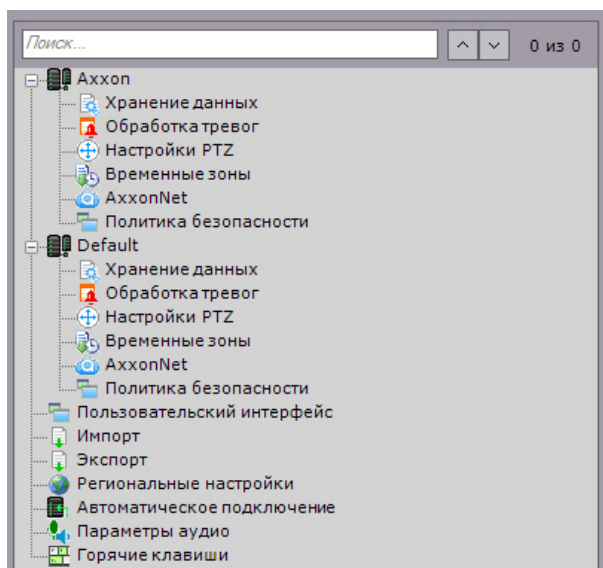 Поиск...
0 из 0
Axxon
Хранение данных
Обработка тревог
Настройки PTZ
Временные зоны
AxxonNet
Политика безопасности
Default
Хранение данных
Обработка тревог
Настройки PTZ
Временные зоны
AxxonNet
Политика безопасности
Пользовательский интерфейс
Импорт
Экспорт
Региональные настройки
Автоматическое подключение
Параметры аудио
Горячие клавиши